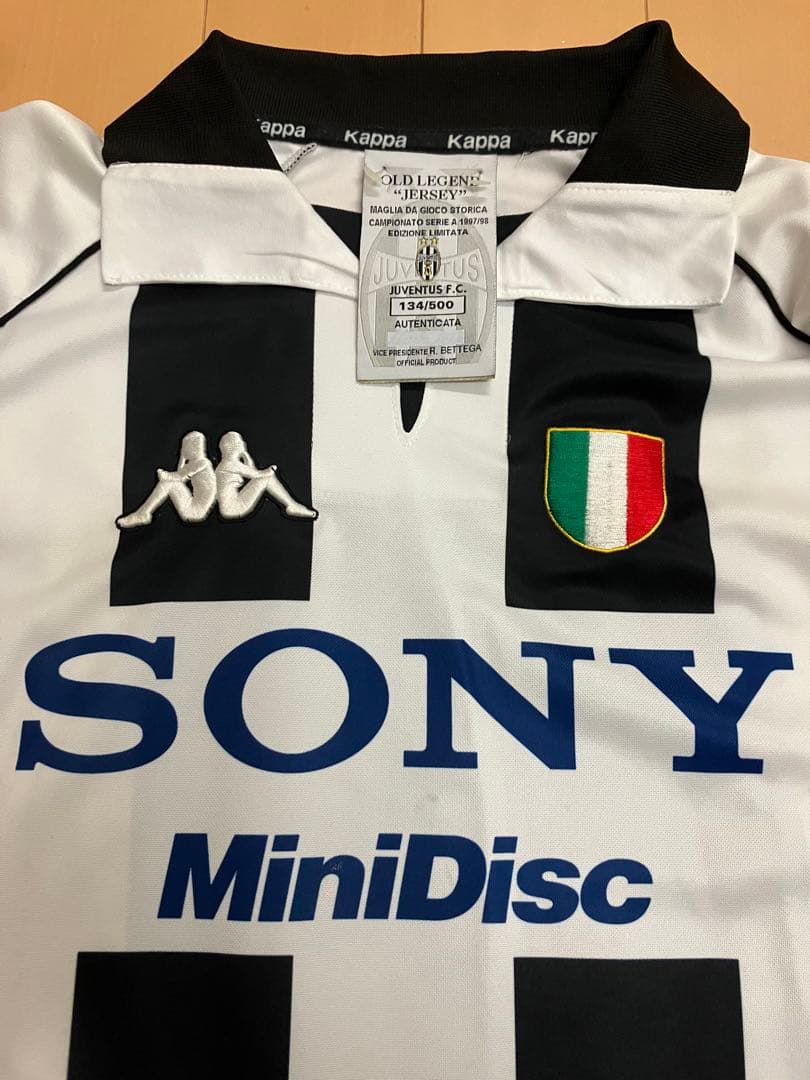 Kappa Kappa Kappa Kapp
OLD LEGEND
"JERSEY"
MAGLIA DA GIOCO STORICA
CAMPIONATO SERIE A 1997/98
EDIZIONE LIMITATA
JUVENTUS
JUVENTUS F.C.
134/500
AUTENTICATA
VICE PRESIDENTE R. BETTEGA
OFFICIAL PRODUCT
SONY
MiniDisc